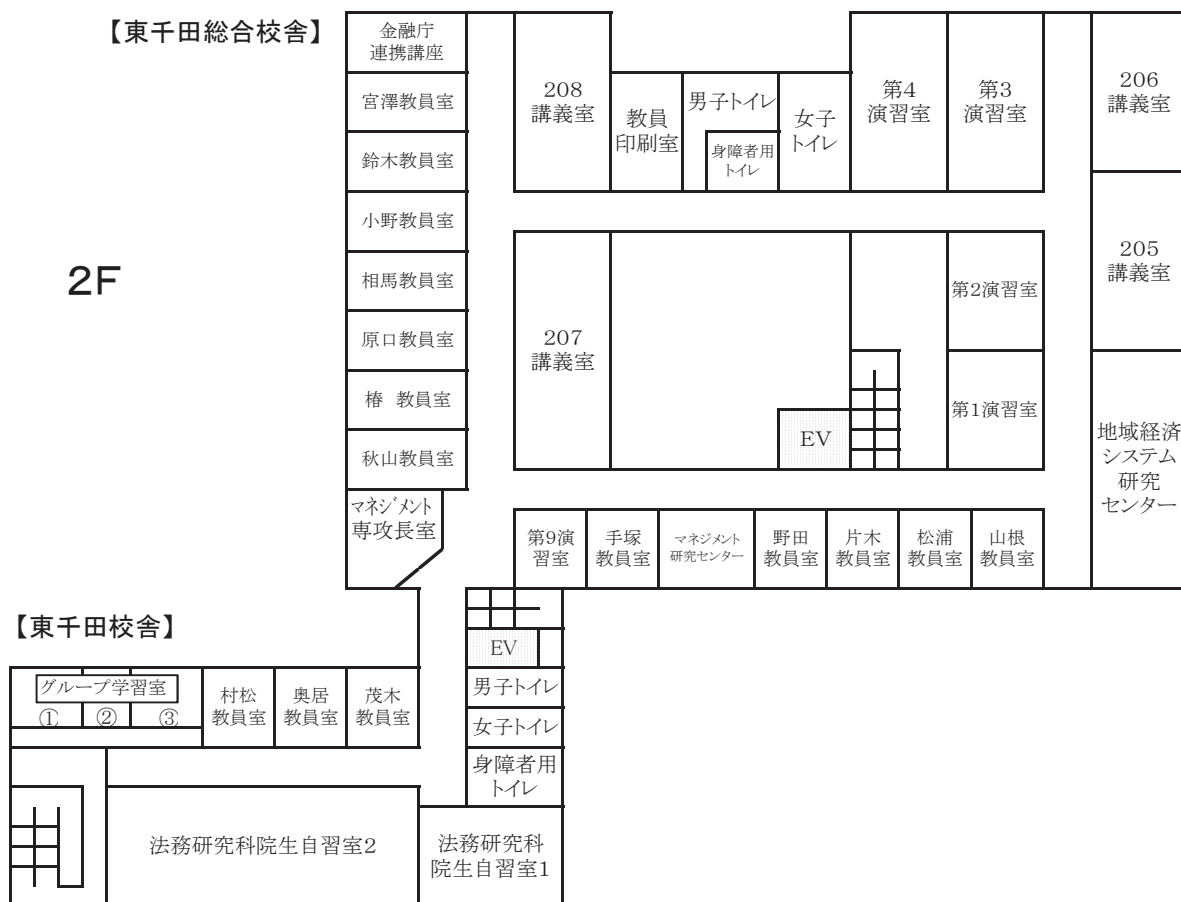 【東千田総合校舎】
金融庁
連携講座
宮澤教員室
鈴木教員室
小野教員室
相馬教員室
原口教員室
椿 教員室
秋山教員室
マネジメント
専攻長室
2F
208
講義室
教員
印刷室
男子トイレ
身障者用
トイレ
女子
トイレ
第4
演習室
第3
演習室
206
講義室
205
講義室
207
講義室
第2演習室
第1演習室
EV
地域経済
システム
研究
センター
第9演
習室
手塚
教員室
マネジメント
研究センター
野田
教員室
片木
教員室
松浦
教員室
山根
教員室
【東千田校舎】
EV
男子トイレ
女子トイレ
身障者用
トイレ
グループ学習室
① ② ③
村松
教員室
奥居
教員室
茂木
教員室
法務研究科院生自習室2
法務研究科
院生自習室1